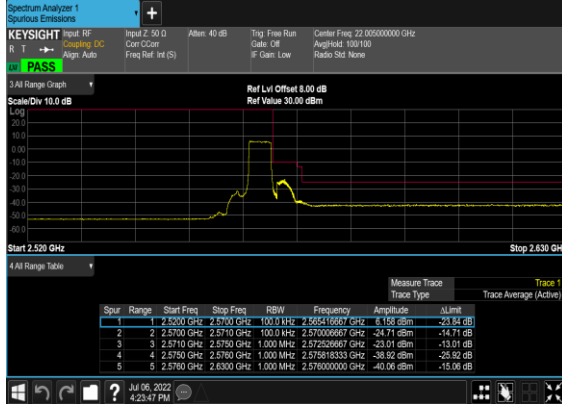 Spectrum Analyzer 1
Spurious Emissions
+
KEYSIGHT Input: RF Input Z: 50 Ω Atten: 40 dB Trig: Free Run Center Freq: 22.005000000 GHz
R T Coupling: DC Corr CCorr Gate: Off Avg|Hold: 100/100
Align: Auto Freq Ref: Int (S) IF Gain: Low Radio Std: None
PASS
3 All Range Graph
Ref Lvl Offset 8.00 dB
Scale/Div 10.0 dB Ref Value 30.00 dBm
Log
20.0
10.0
0.00
-10.0
-20.0
-30.0
-40.0
-50.0
-60.0
Start 2.520 GHz Stop 2.630 GH
4 All Range Table
Measure Trace Trace 1
Trace Type Trace Average (Active)
Spur Range Start Freq Stop Freq RBW Frequency Amplitude ΔLimit
1 1 2.5200 GHz 2.5700 GHz 100.0 kHz 2.565416667 GHz 6.158 dBm -23.84 dB
2 2 2.5700 GHz 2.5710 GHz 100.0 kHz 2.570006667 GHz -24.71 dBm -14.71 dB
3 3 2.5710 GHz 2.5750 GHz 1.000 MHz 2.572526667 GHz -23.01 dBm -13.01 dB
4 4 2.5750 GHz 2.5760 GHz 1.000 MHz 2.575818333 GHz -38.92 dBm -25.92 dB
5 5 2.5760 GHz 2.6300 GHz 1.000 MHz 2.576000000 GHz -40.06 dBm -15.06 dB
?
Jul 06, 2022
4:23:47 PM